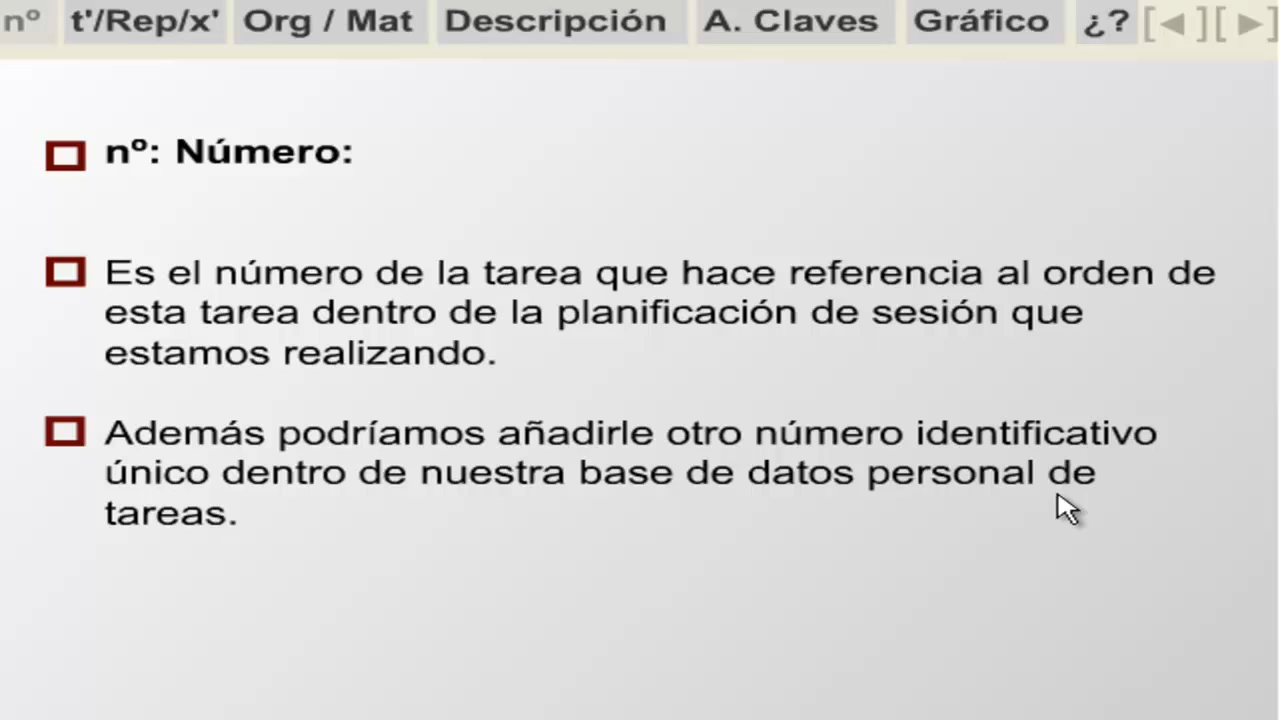 nº t'/Rep/x' Org / Mat Descripción A. Claves Gráfico ¿? [◄][►]
nº: Número:
Es el número de la tarea que hace referencia al orden de
esta tarea dentro de la planificación de sesión que
estamos realizando.
Además podríamos añadirle otro número identificativo
único dentro de nuestra base de datos personal de
tareas.